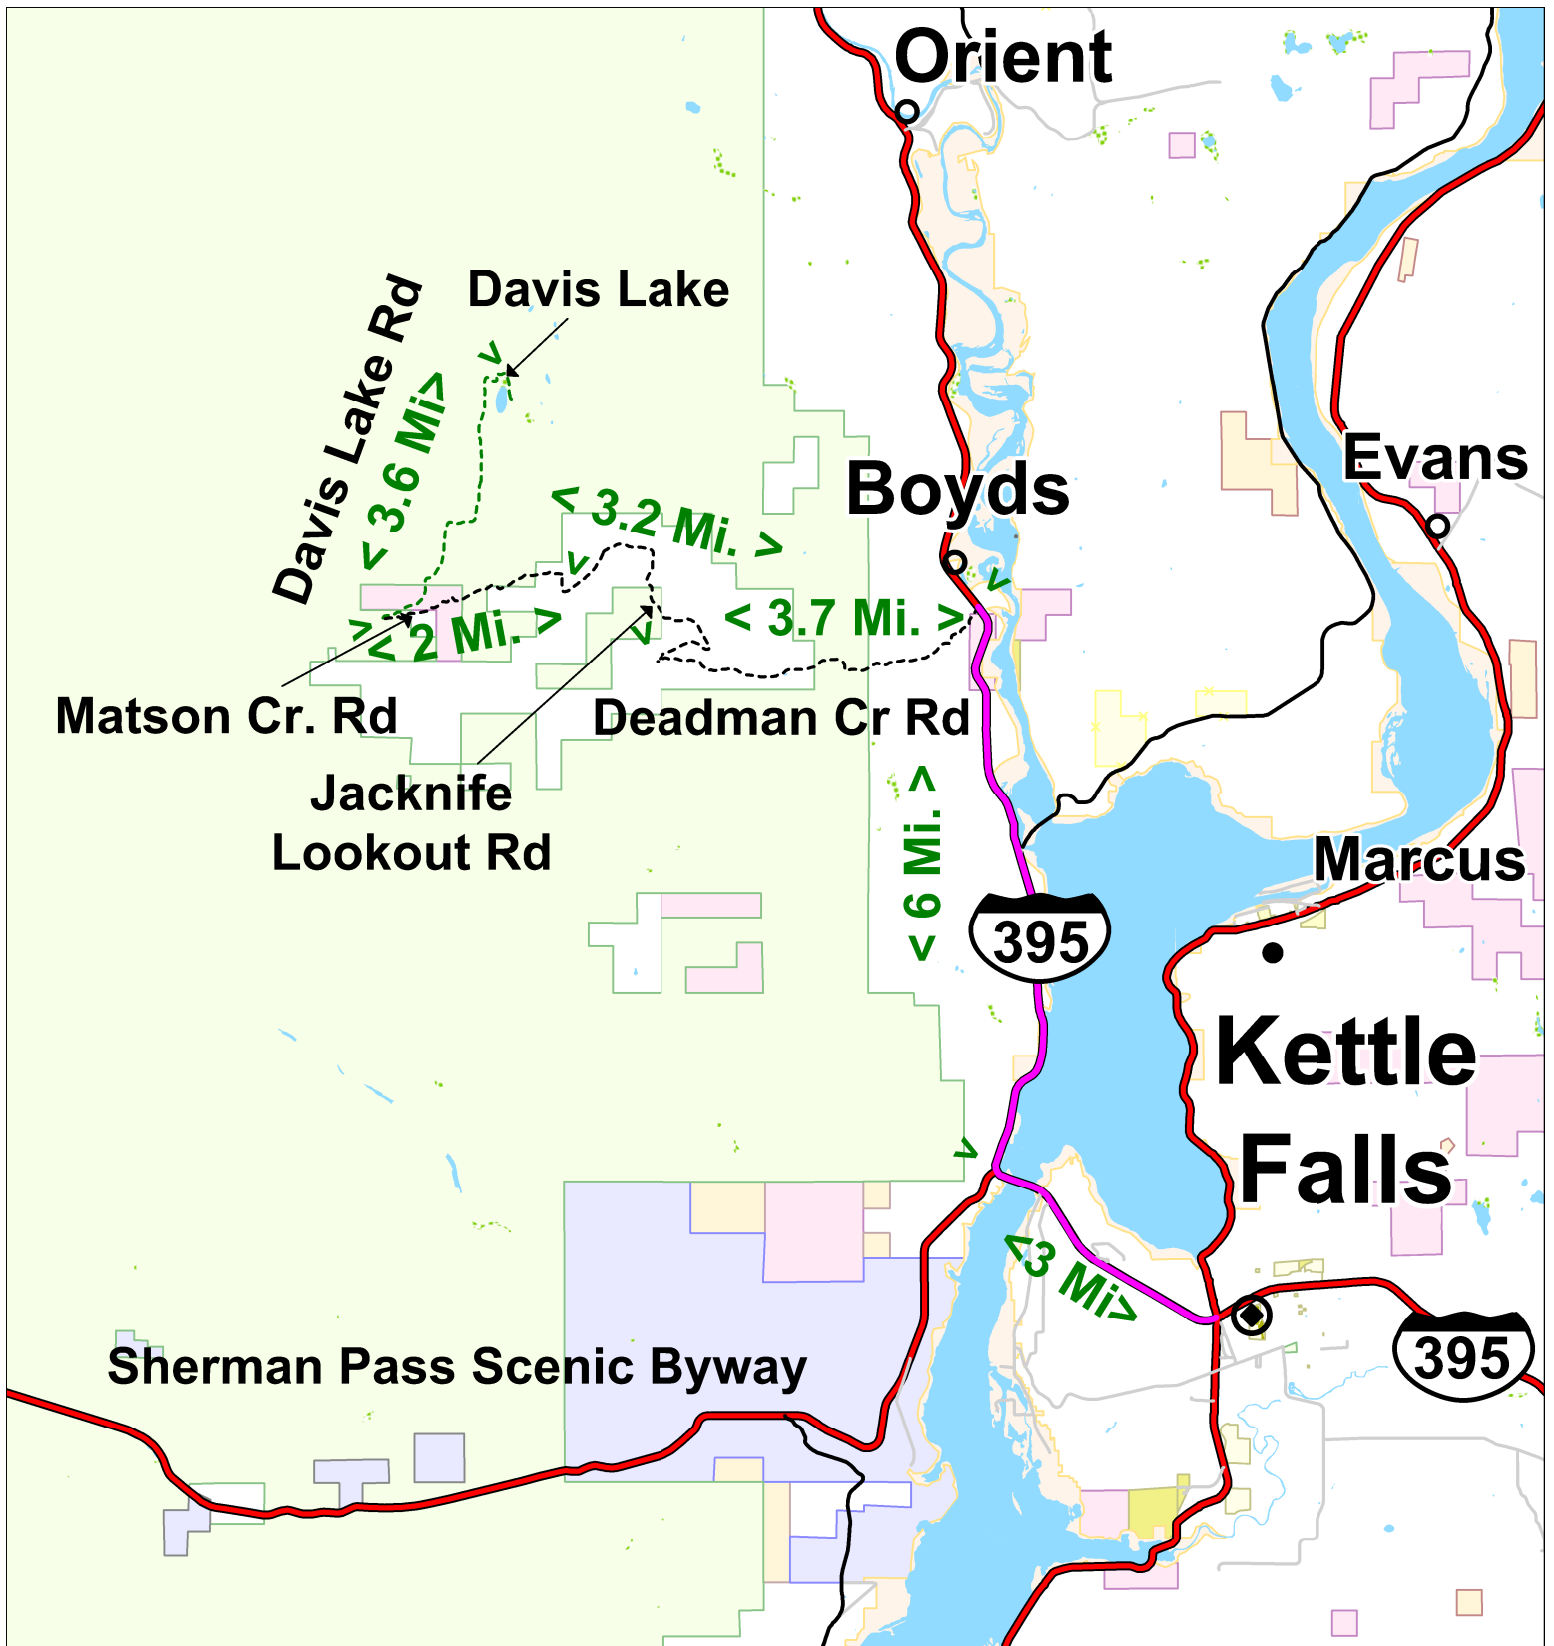 Orient
Davis Lake
Davis Lake Rd
< 3.6 Mi>
Evans
Boyds
< 3.2 Mi. >
< 3.7 Mi. >
< 2 Mi. >
Matson Cr. Rd
Deadman Cr Rd
Jacknife
Lookout Rd
< 6 Mi. >
Marcus
395
Kettle
Falls
<3 Mi>
Sherman Pass Scenic Byway
395